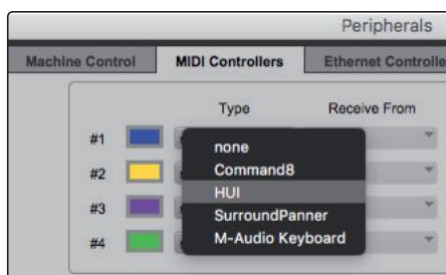 Peripherals
Machine Control MIDI Controllers Ethernet Controlle
Type Receive From
#1
none
#2
Command8
HUI
#3
SurroundPanner
#4
M-Audio Keyboard